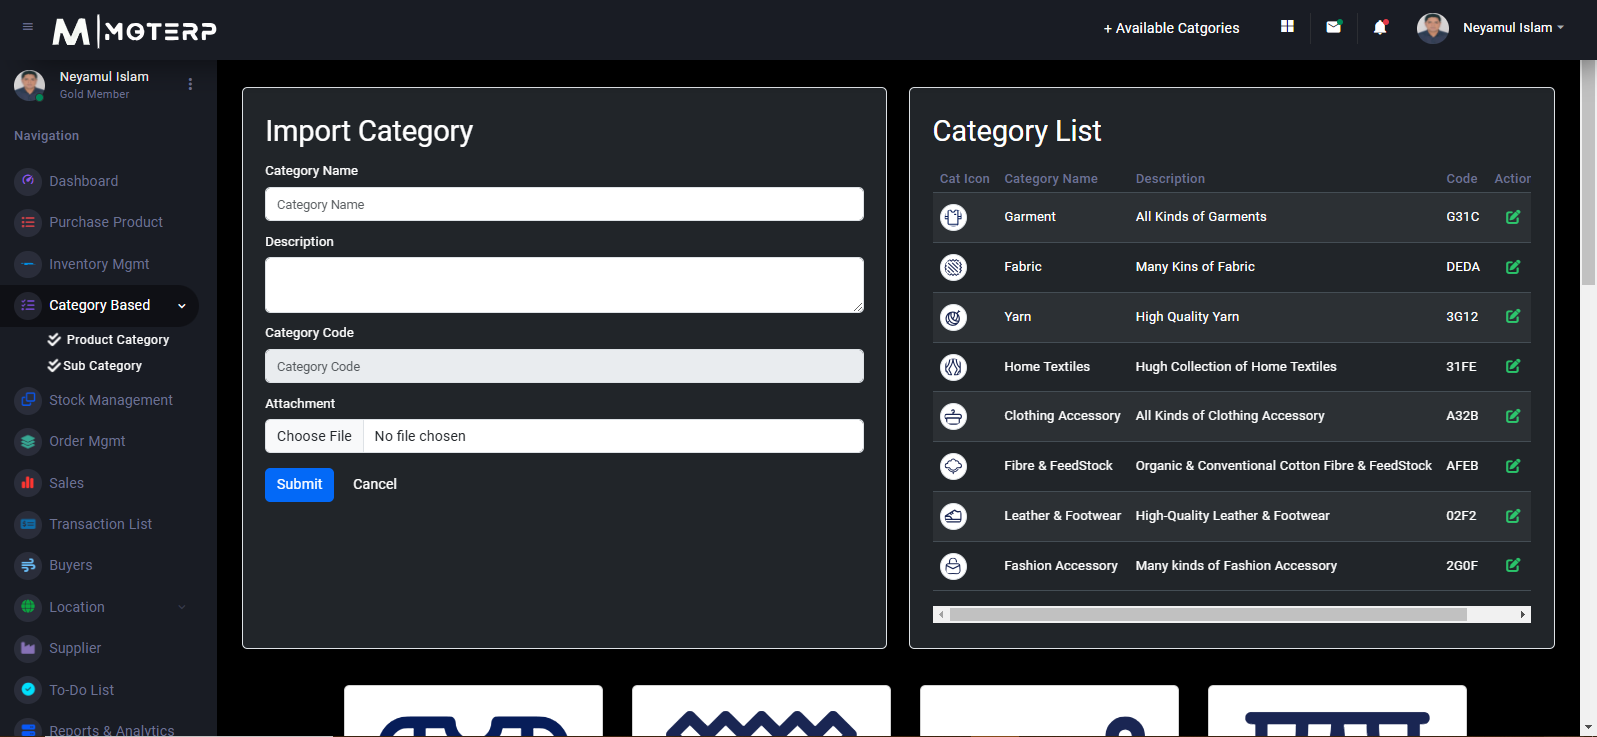 MOTERP
+ Available Catgories
Neyamul Islam
Neyamul Islam
Gold Member
Navigation
Dashboard
Purchase Product
Inventory Mgmt
Category Based
Product Category
Sub Category
Stock Management
Order Mgmt
Sales
Transaction List
Buyers
Location
Supplier
To-Do List
Reports & Analytics
Import Category
Category Name
Category Name
Description
Category Code
Category Code
Attachment
Choose File No file chosen
Submit Cancel
Category List
Cat Icon Category Name Description Code Action
Garment All Kinds of Garments G31C
Fabric Many Kins of Fabric DEDA
Yarn High Quality Yarn 3G12
Home Textiles Hugh Collection of Home Textiles 31FE
Clothing Accessory All Kinds of Clothing Accessory A32B
Fibre & FeedStock Organic & Conventional Cotton Fibre & FeedStock AFEB
Leather & Footwear High-Quality Leather & Footwear 02F2
Fashion Accessory Many kinds of Fashion Accessory 2G0F